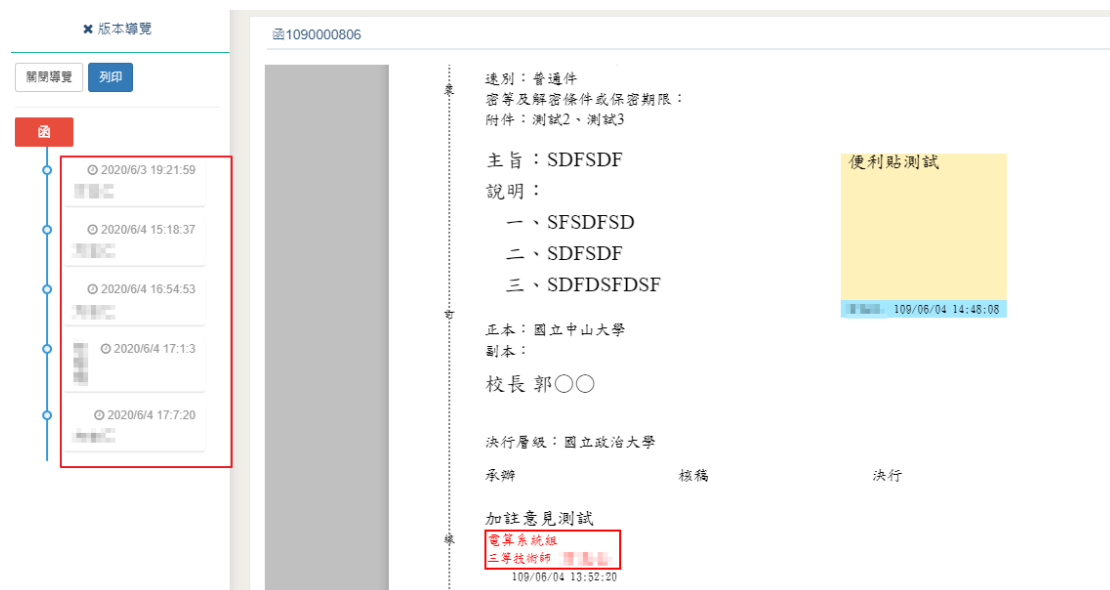 ✖ 版本導覽
關閉導覽
列印
函
2020/6/3 19:21:59
2020/6/4 15:18:37
2020/6/4 16:54:53
2020/6/4 17:1:3
2020/6/4 17:7:20
函1090000806
速別：普通件
密等及解密條件或保密期限：
附件：測試2、測試3
主旨：SDFSDF
說明：
一、SFSDFSD
二、SDFSDF
三、SDFDSFDSF
正本：國立中山大學
副本：
校長 郭〇〇
決行層級：國立政治大學
承辦 核稿 決行
加註意見測試
電算系統組
三等技術師
109/06/04 13:52:20
便利貼測試
109/06/04 14:48:08
裝
訂
線